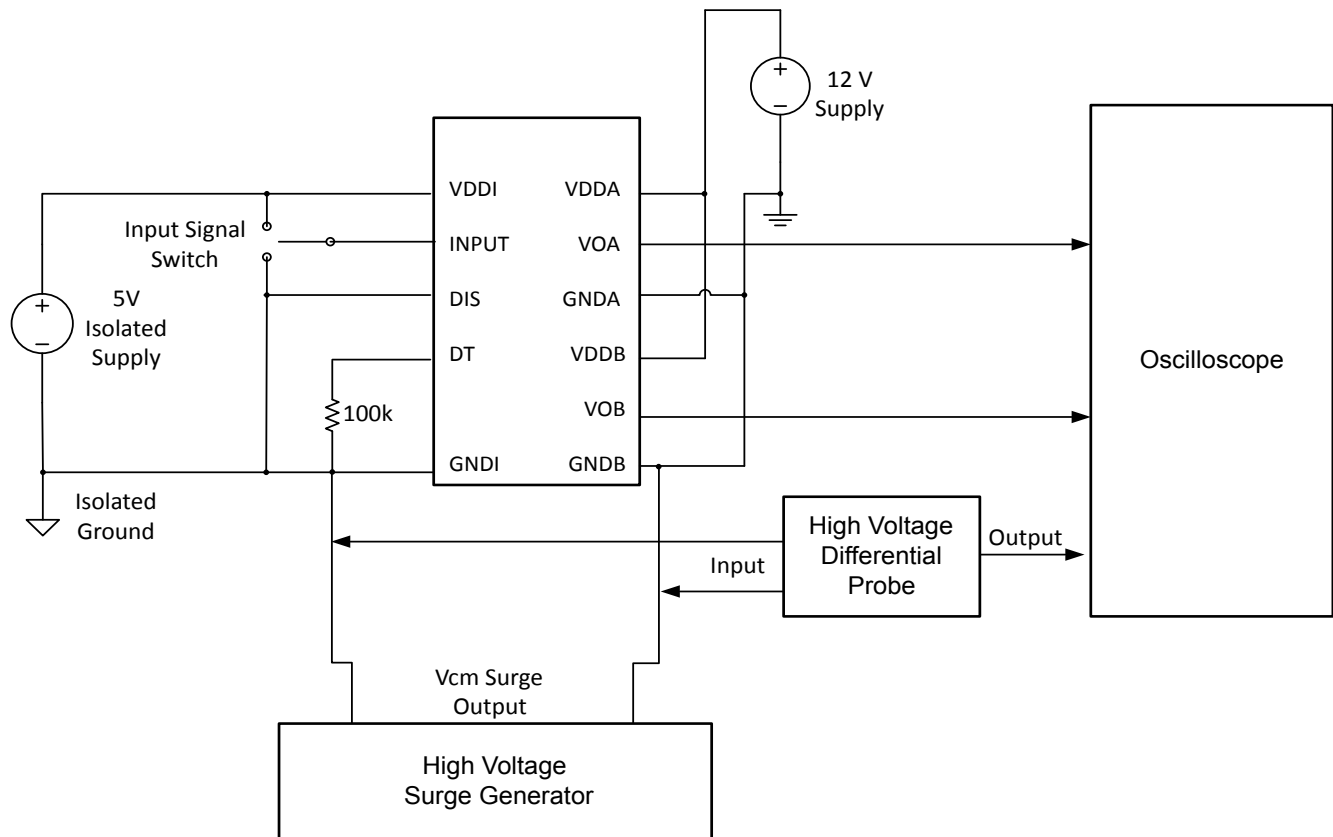 12 V
Supply
VDDI
VDDA
Input Signal
Switch
INPUT
VOA
5V
Isolated
Supply
DIS
GNDA
DT
VDDB
Oscilloscope
100k
VOB
GNDI
GNDB
Isolated
Ground
High Voltage
Differential
Probe
Input
Output
Vcm Surge
Output
High Voltage
Surge Generator
+
–
+
–